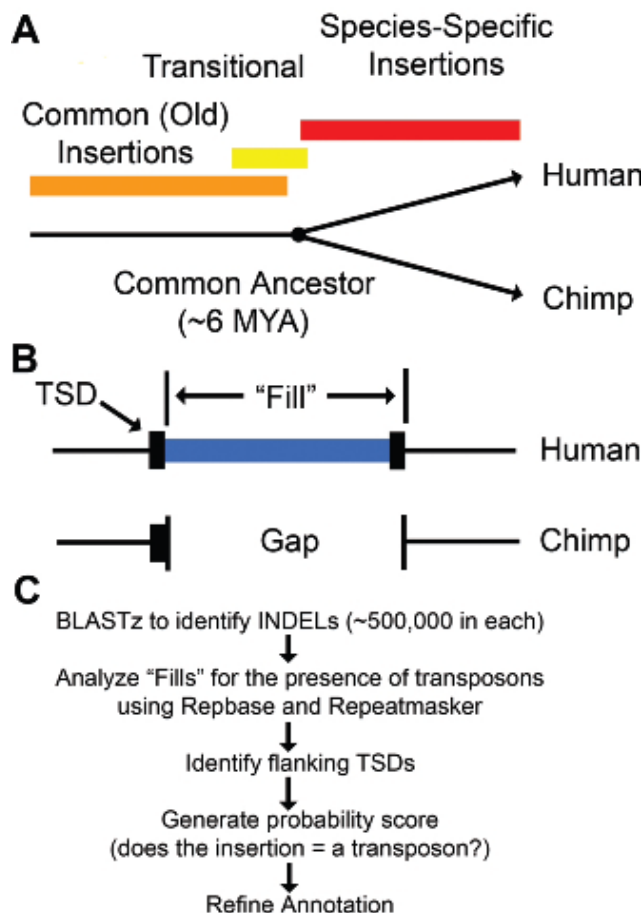 A
Species-Specific
Insertions
Transitional
Common (Old)
Insertions
Human
Common Ancestor
(~6 MYA)
Chimp
B
TSD
“Fill”
Human
Gap
Chimp
C
BLASTz to identify INDELs (~500,000 in each)
Analyze “Fills” for the presence of transposons
using Repbase and Repeatmasker
Identify flanking TSDs
Generate probability score
(does the insertion = a transposon?)
Refine Annotation